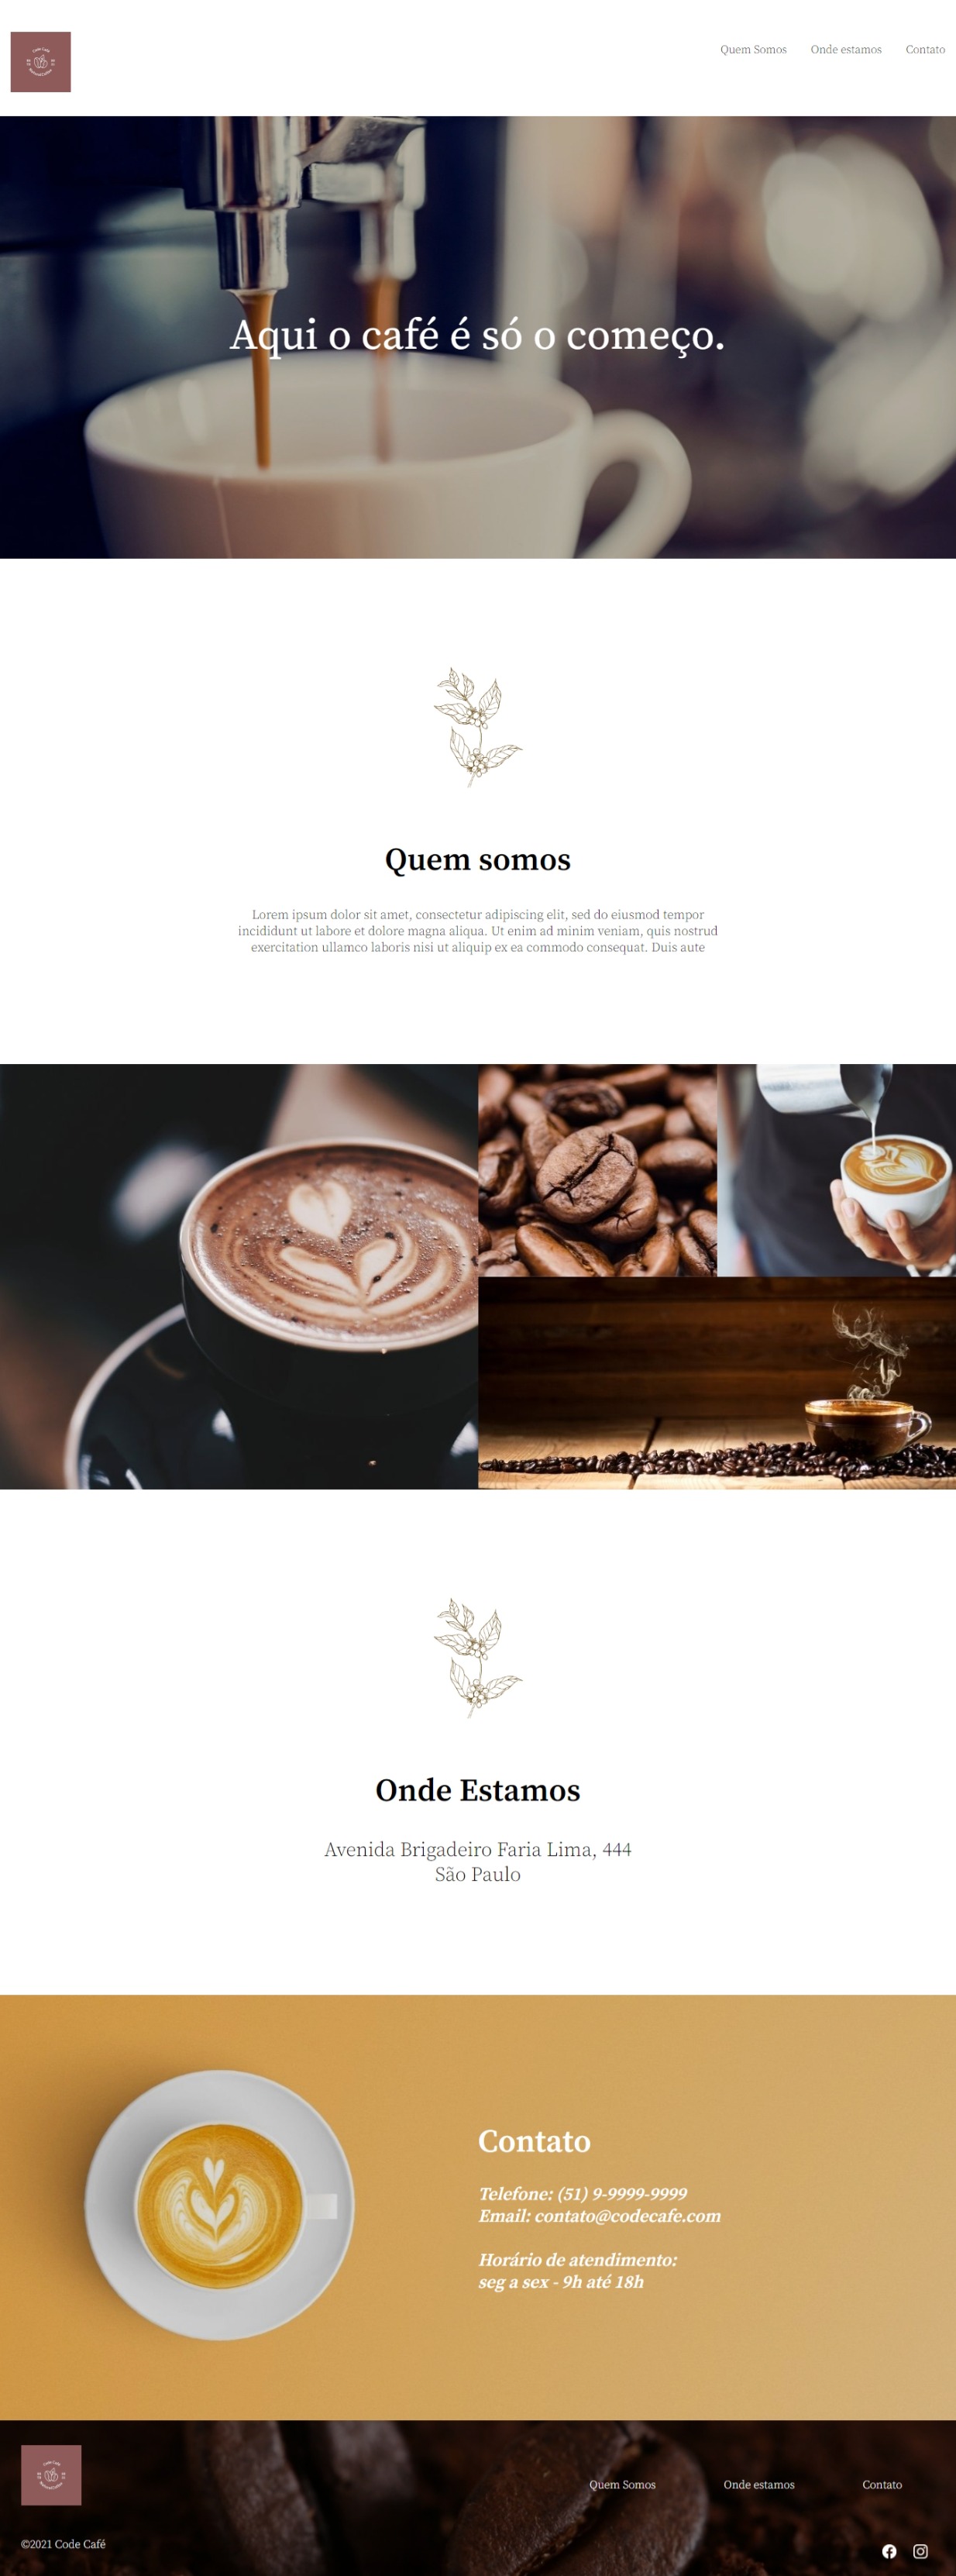 Code Café
Quem Somos
Onde estamos
Contato
Aqui o café é só o começo.
Quem somos
Lorem ipsum dolor sit amet, consectetur adipiscing elit, sed do eiusmod tempor
incididunt ut labore et dolore magna aliqua. Ut enim ad minim veniam, quis nostrud
exercitation ullamco laboris nisi ut aliquip ex ea commodo consequat. Duis aute
Onde Estamos
Avenida Brigadeiro Faria Lima, 444
São Paulo
Contato
Telefone: (51) 9-9999-9999
Email: contato@codecafe.com
Horário de atendimento:
seg a sex - 9h até 18h
Code Café
Quem Somos
Onde estamos
Contato
©2021 Code Café